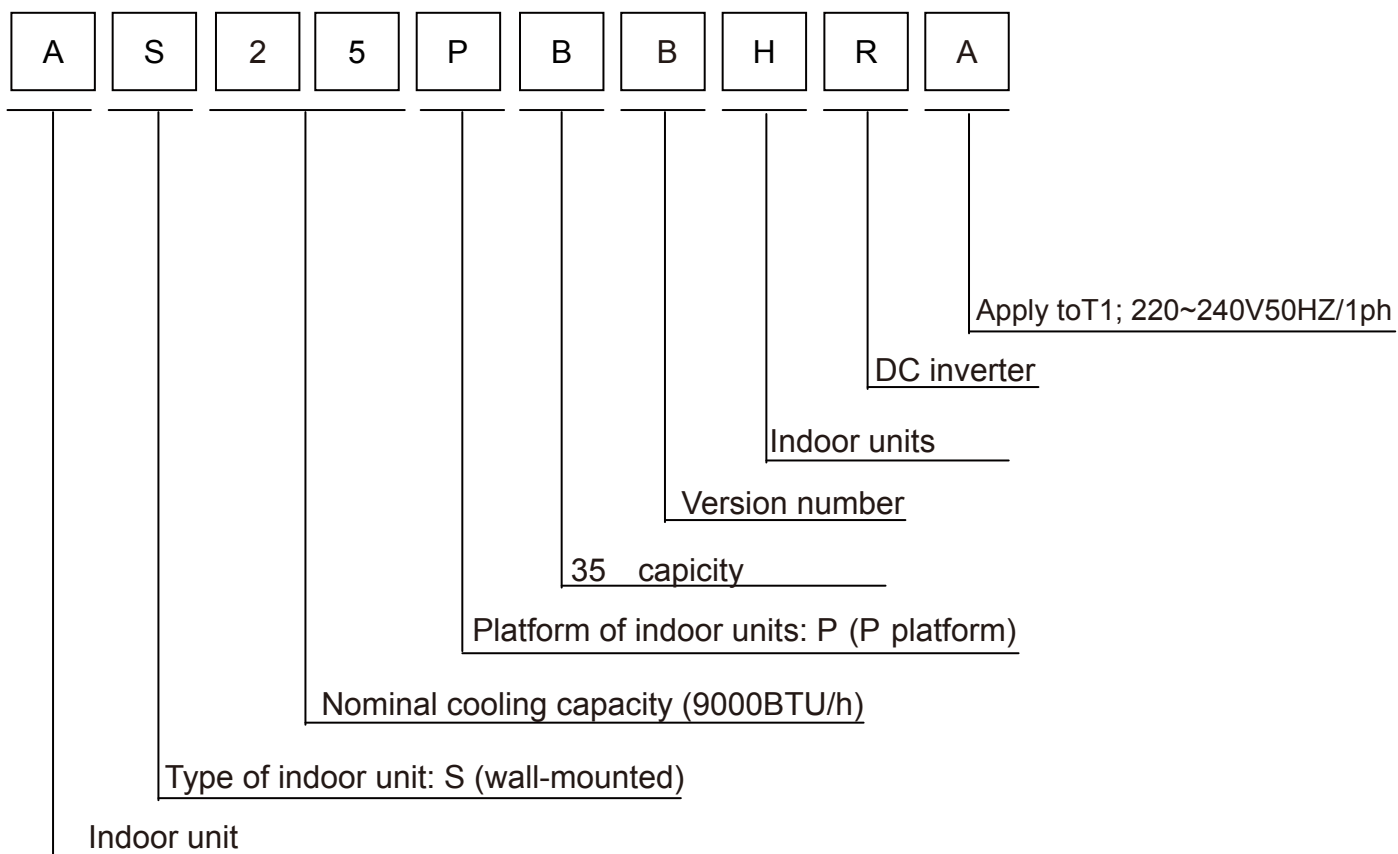 A S 2 5 P B B H R A
Apply toT1; 220~240V50HZ/1ph
DC inverter
Indoor units
Version number
35 capicity
Platform of indoor units: P (P platform)
Nominal cooling capacity (9000BTU/h)
Type of indoor unit: S (wall-mounted)
Indoor unit